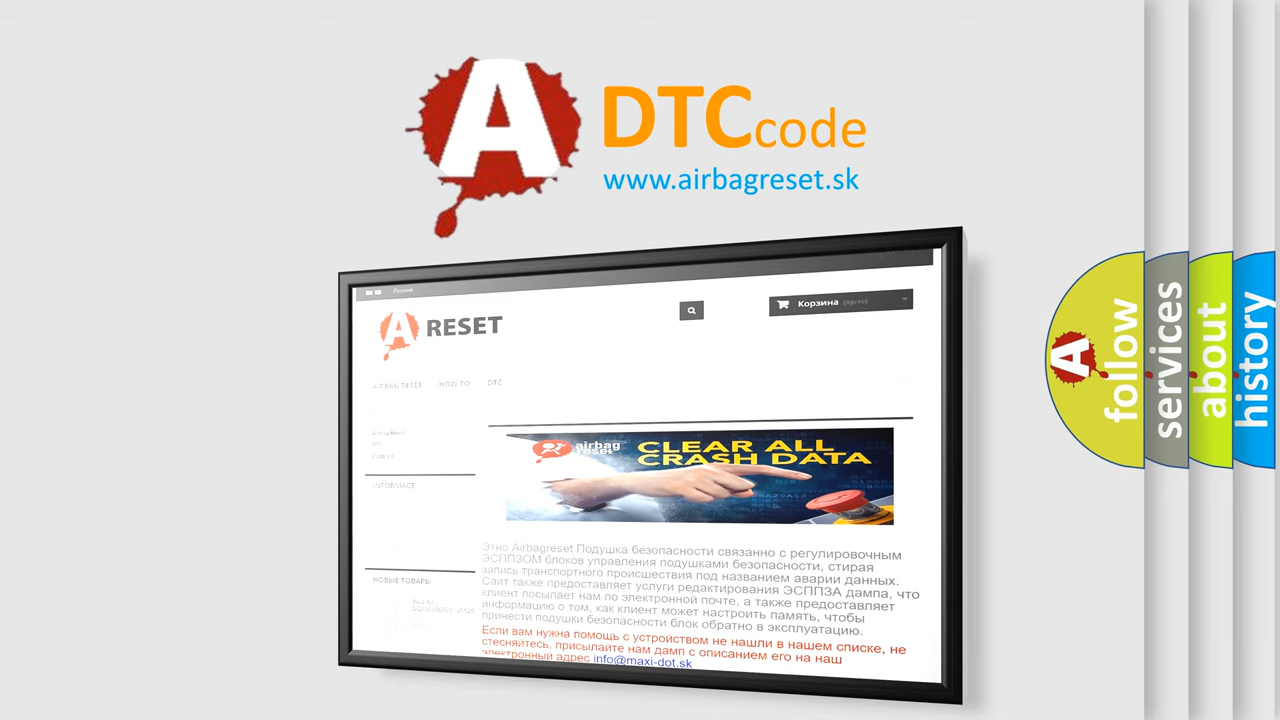 A
DTCcode
www.airbagreset.sk
Русский
A RESET
Корзина (пусто)
AIRBAG RESET HOW TO DTC
INFORMACE
НОВЫЕ ТОВАРЫ
airbag
reset
CLEAR ALL
CRASH DATA
Этно Airbagreset Подушка безопасности связанно с регулировочным
ЭСППЗОМ блоков управления подушками безопасности, стирая
запись транспортного происшествия под названием аварии данных.
Сайт также предоставляет услуги редактирования ЭСППЗА дампа, что
клиент посылает нам по электронной почте, а также предоставляет
информацию о том, как клиент может настроить память, чтобы
принести подушки безопасности блок обратно в эксплуатацию.
Если вам нужна помощь с устройством не нашли в нашем списке, не
стесняйтесь, присылайте нам дамп с описанием его на наш
электронный адрес info@maxi-dot.sk
A
follow
services
about
history